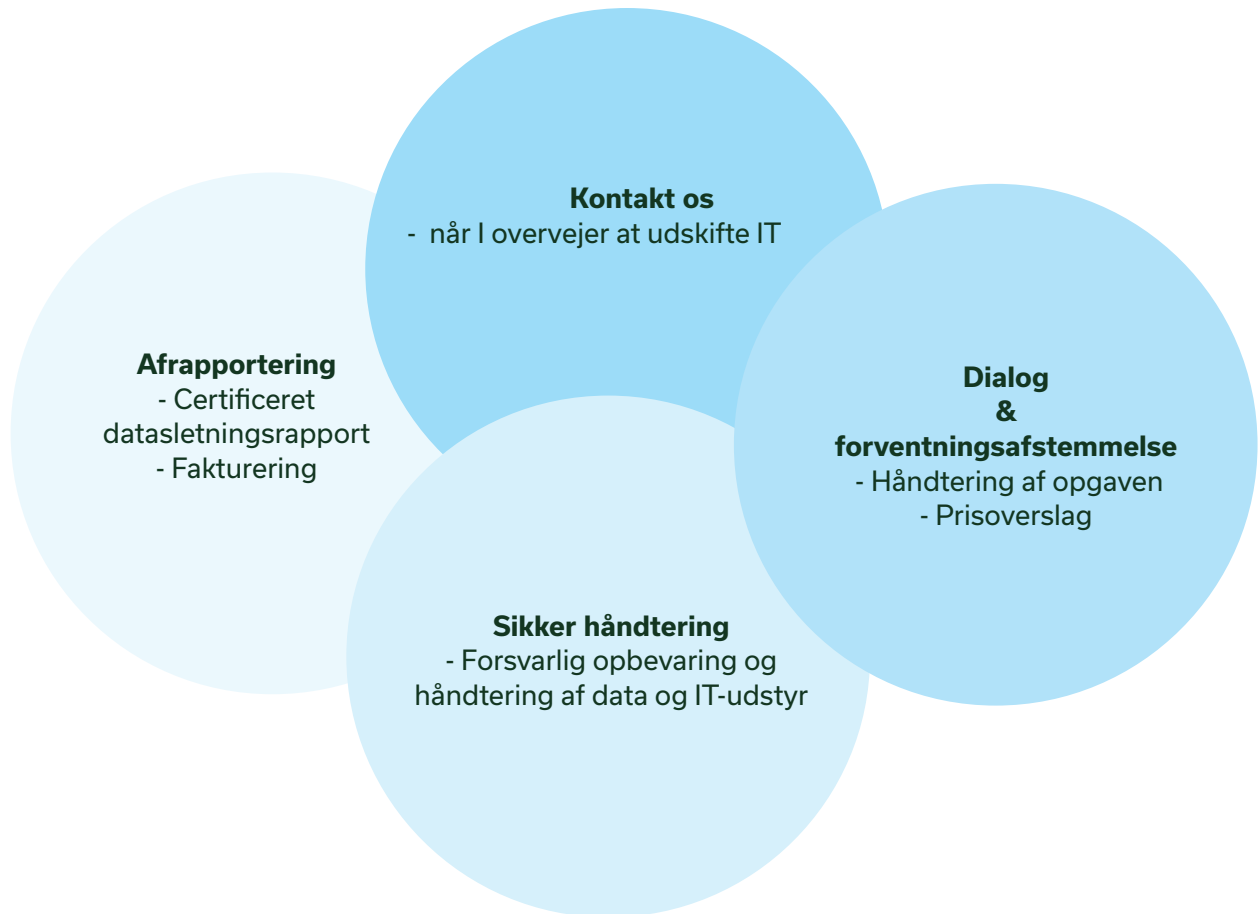 Kontakt os
- når I overvejer at udskifte IT
Afrapportering
- Certificeret
datasletningsrapport
- Fakturering
Dialog
&
forventningsafstemmelse
- Håndtering af opgaven
- Prisoverslag
Sikker håndtering
- Forsvarlig opbevaring og
håndtering af data og IT-udstyr